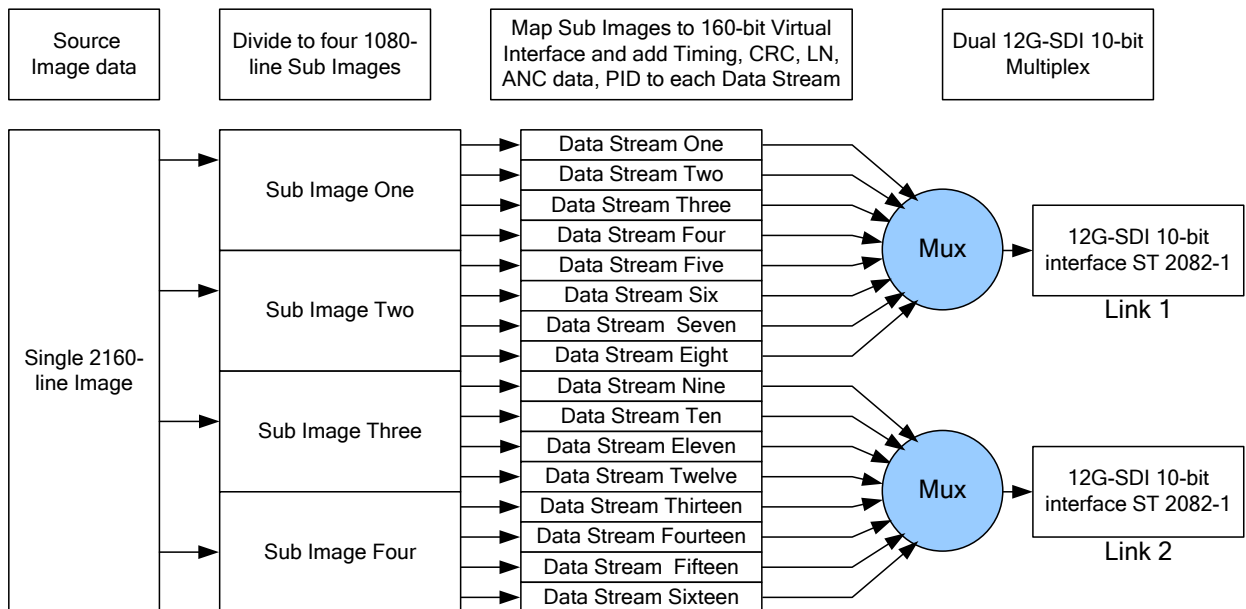 Source
Image data
Divide to four 1080-
line Sub Images
Map Sub Images to 160-bit Virtual
Interface and add Timing, CRC, LN,
ANC data, PID to each Data Stream
Dual 12G-SDI 10-bit
Multiplex
Single 2160-
line Image
Sub Image One
Sub Image Two
Sub Image Three
Sub Image Four
Data Stream One
Data Stream Two
Data Stream Three
Data Stream Four
Data Stream Five
Data Stream Six
Data Stream  Seven
Data Stream Eight
Data Stream Nine
Data Stream Ten
Data Stream Eleven
Data Stream Twelve
Data Stream Thirteen
Data Stream Fourteen
Data Stream  Fifteen
Data Stream Sixteen
Mux
12G-SDI 10-bit
interface ST 2082-1
Link 1
Mux
12G-SDI 10-bit
interface ST 2082-1
Link 2